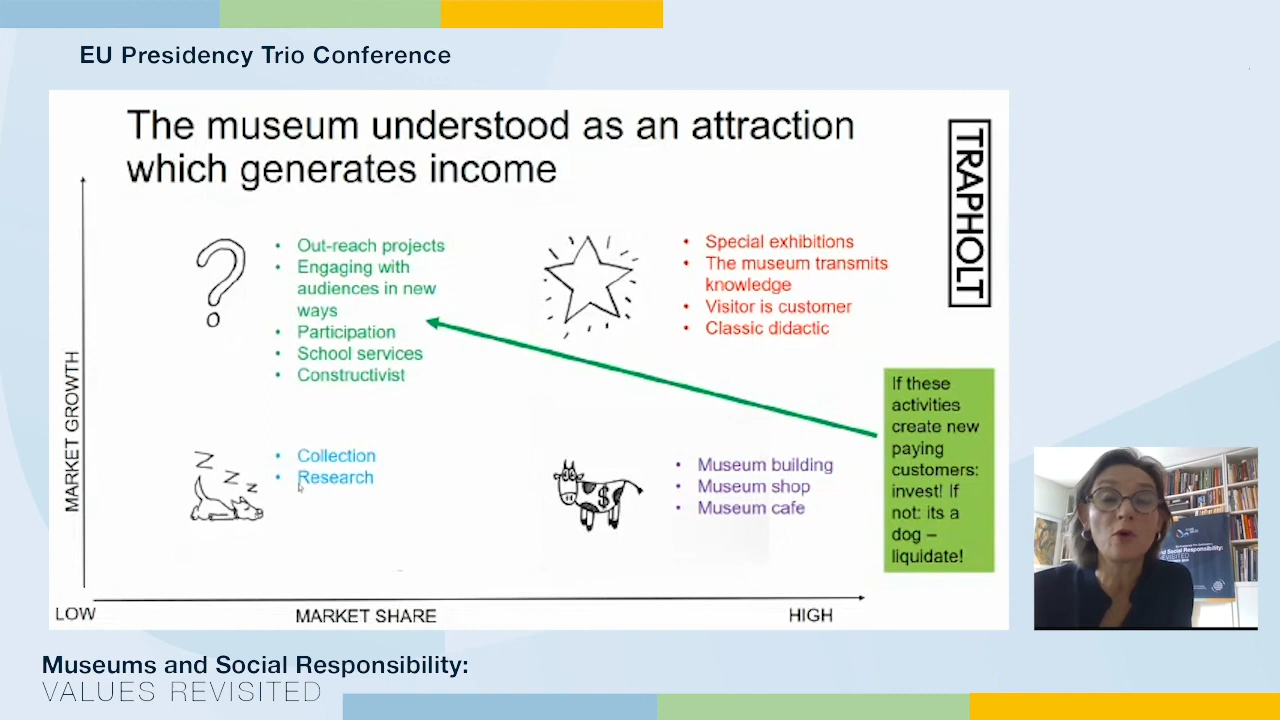 EU Presidency Trio Conference
The museum understood as an attraction
which generates income
TRAPHOLT
• Out-reach projects
• Engaging with
audiences in new
ways
• Participation
• School services
• Constructivist
• Special exhibitions
• The museum transmits
knowledge
• Visitor is customer
• Classic didactic
If these
activities
create new
paying
customers:
invest! If
not: its a
dog –
liquidate!
MARKET GROWTH
Z
Z
Z
• Collection
• Research
$
• Museum building
• Museum shop
• Museum cafe
LOW
MARKET SHARE
HIGH
Social Responsibility:
REVISITED
Museums and Social Responsibility:
VALUES REVISITED